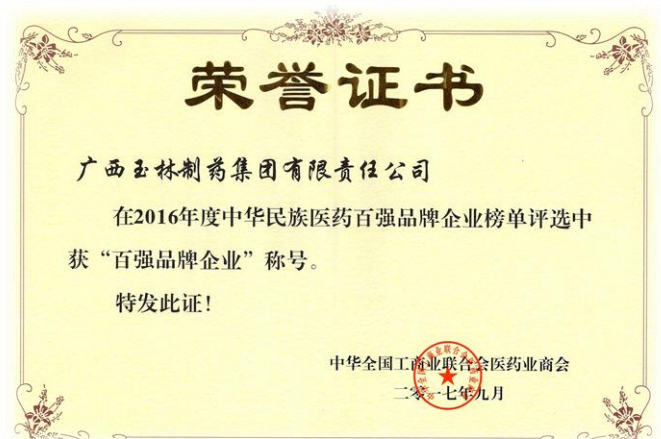 荣誉证书
广西玉林制药集团有限责任公司
在2016年度中华民族医药百强品牌企业榜单评选中
获“百强品牌企业”称号。
特发此证!
中华全国工商业联合会医药业商会
二〇一七年九月